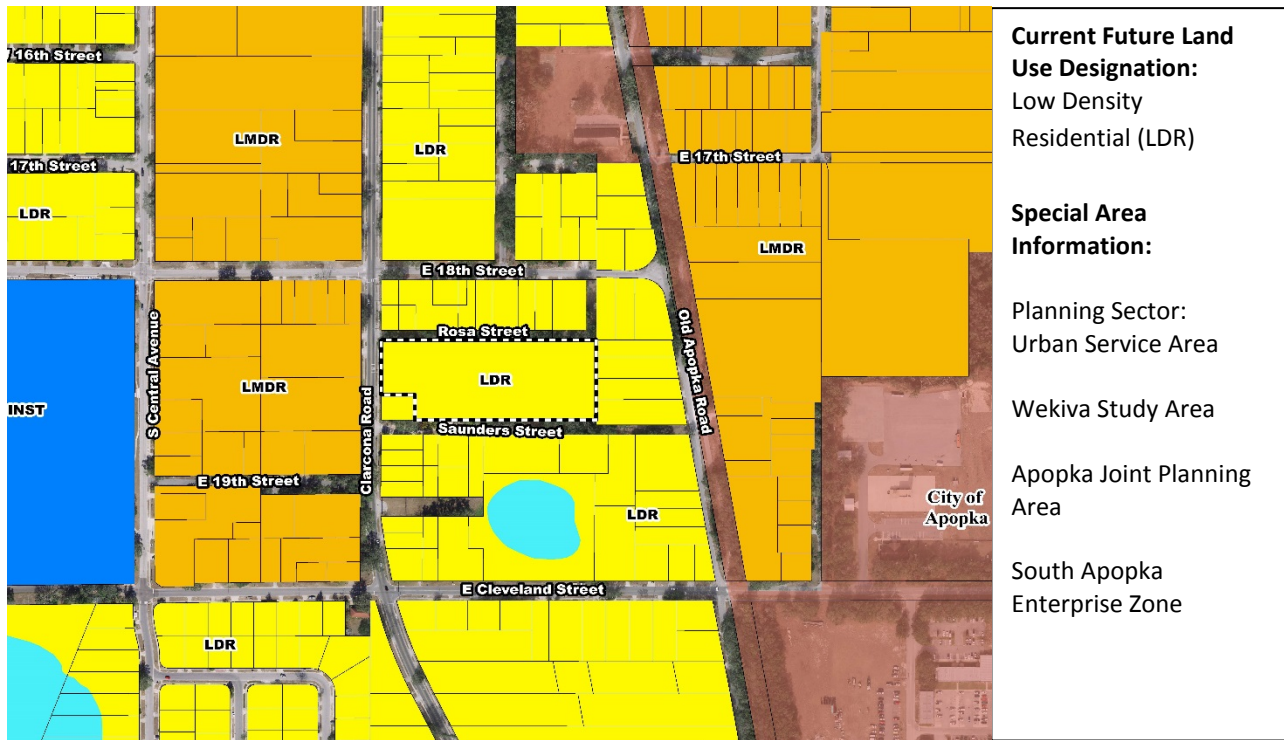 / 16th Street
LMDR
LDR
17th Street
E 17th Street
LDR
LMDR
E 18th Street
Rosa Street
S Central Avenue
Old Apopka Road
LDR
LMDR
INST
Clarcona Road
Saunders Street
E 19th Street
City of
Apopka
LDR
E Cleveland Street
LDR
Current Future Land
Use Designation:
Low Density
Residential (LDR)
Special Area
Information:
Planning Sector:
Urban Service Area
Wekiva Study Area
Apopka Joint Planning
Area
South Apopka
Enterprise Zone